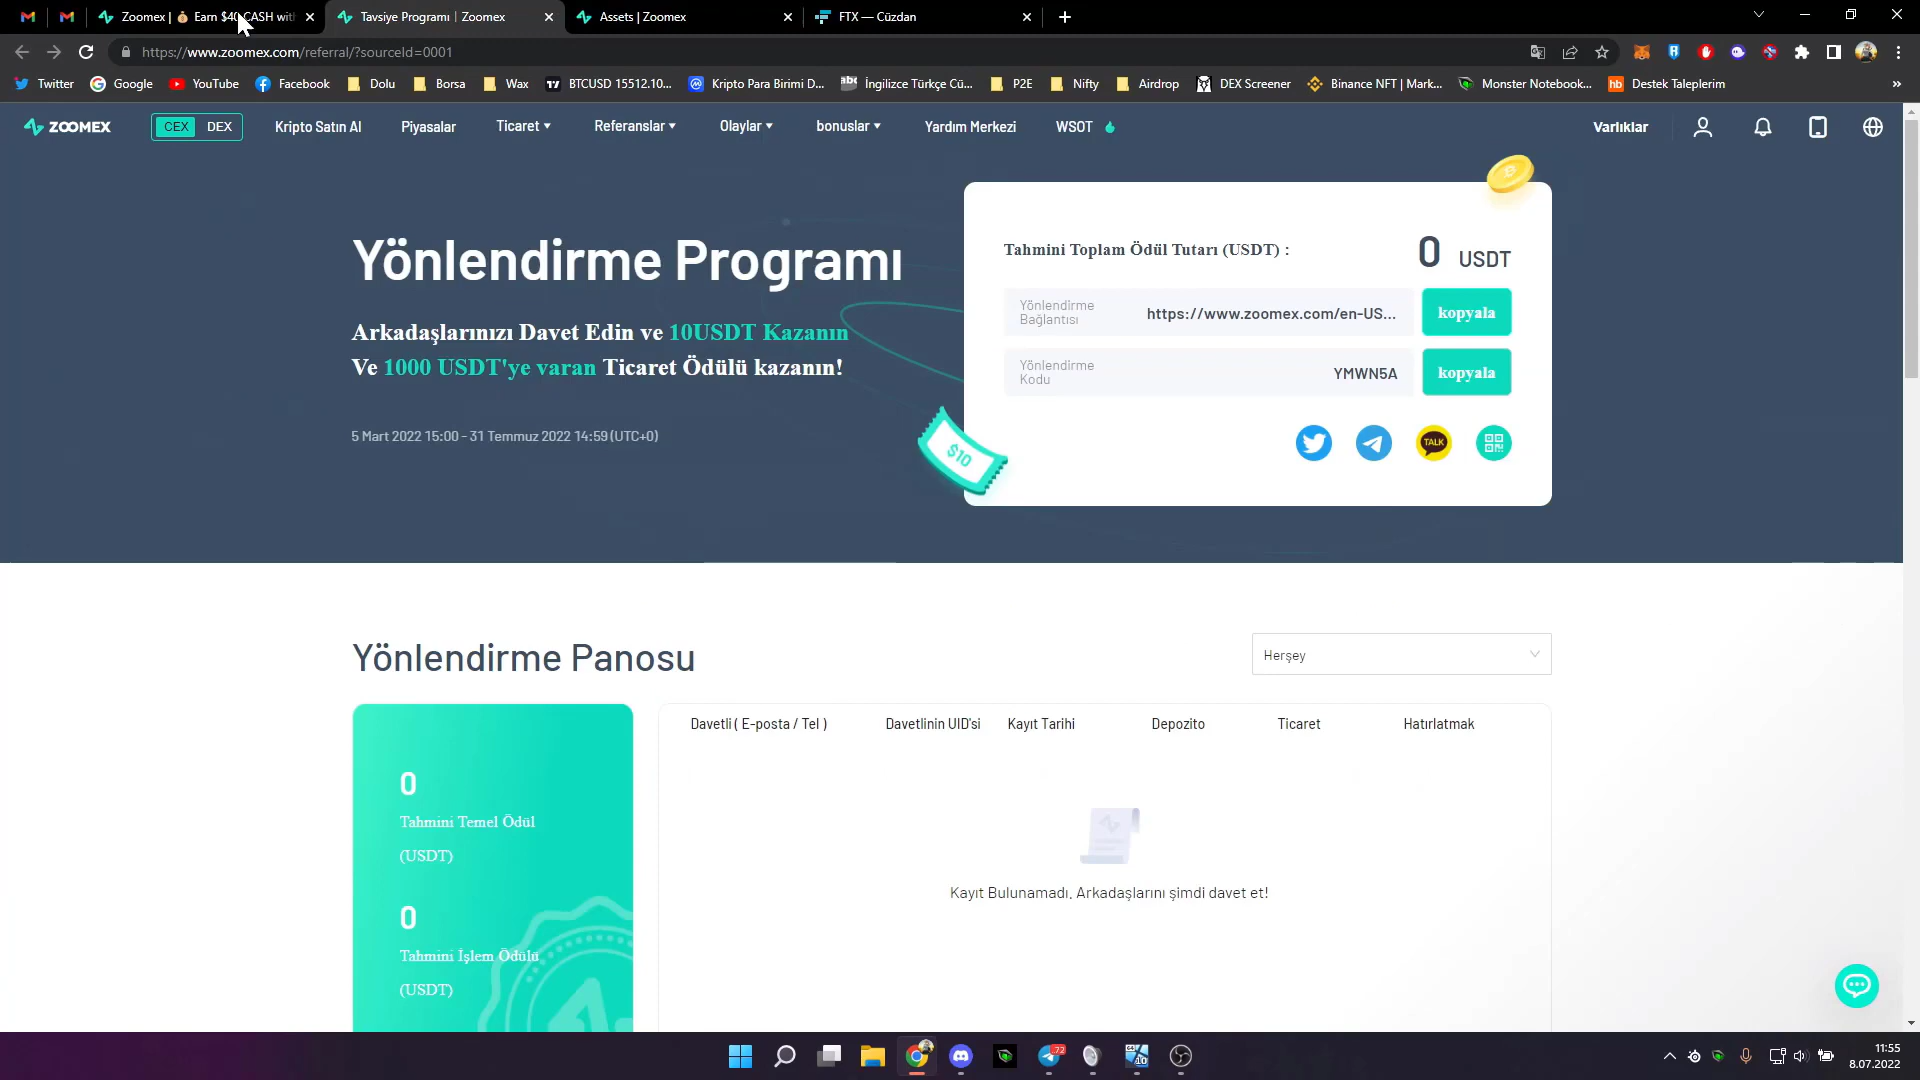 Zoomex | 💰 Earn $40 CASH wit
Tavsiye Programı | Zoomex
Assets | Zoomex
FTX — Cüzdan
https://www.zoomex.com/referral/?sourceId=0001
Twitter
Google
YouTube
Facebook
Dolu
Borsa
Wax
BTCUSD 15512.10...
Kripto Para Birimi D...
İngilizce Türkçe Cü...
P2E
Nifty
Airdrop
DEX Screener
Binance NFT | Mark...
Monster Notebook...
Destek Taleplerim
ZOOMEX
CEX
DEX
Kripto Satın Al
Piyasalar
Ticaret
Referanslar
Olaylar
bonuslar
Yardım Merkezi
WSOT
Varlıklar
Yönlendirme Programı
Arkadaşlarınızı Davet Edin ve 10USDT Kazanın
Ve 1000 USDT'ye varan Ticaret Ödülü kazanın!
5 Mart 2022 15:00 - 31 Temmuz 2022 14:59 (UTC+0)
$10
Tahmini Toplam Ödül Tutarı (USDT) :
0 USDT
Yönlendirme
Bağlantısı
https://www.zoomex.com/en-US...
kopyala
Yönlendirme
Kodu
YMWN5A
kopyala
TALK
Yönlendirme Panosu
Herşey
0
Tahmini Temel Ödül
(USDT)
0
Tahmini İşlem Ödülü
(USDT)
Davetli ( E-posta / Tel )
Davetlinin UID'si
Kayıt Tarihi
Depozito
Ticaret
Hatırlatmak
Kayıt Bulunamadı. Arkadaşlarını şimdi davet et!
72
11:55
8.07.2022